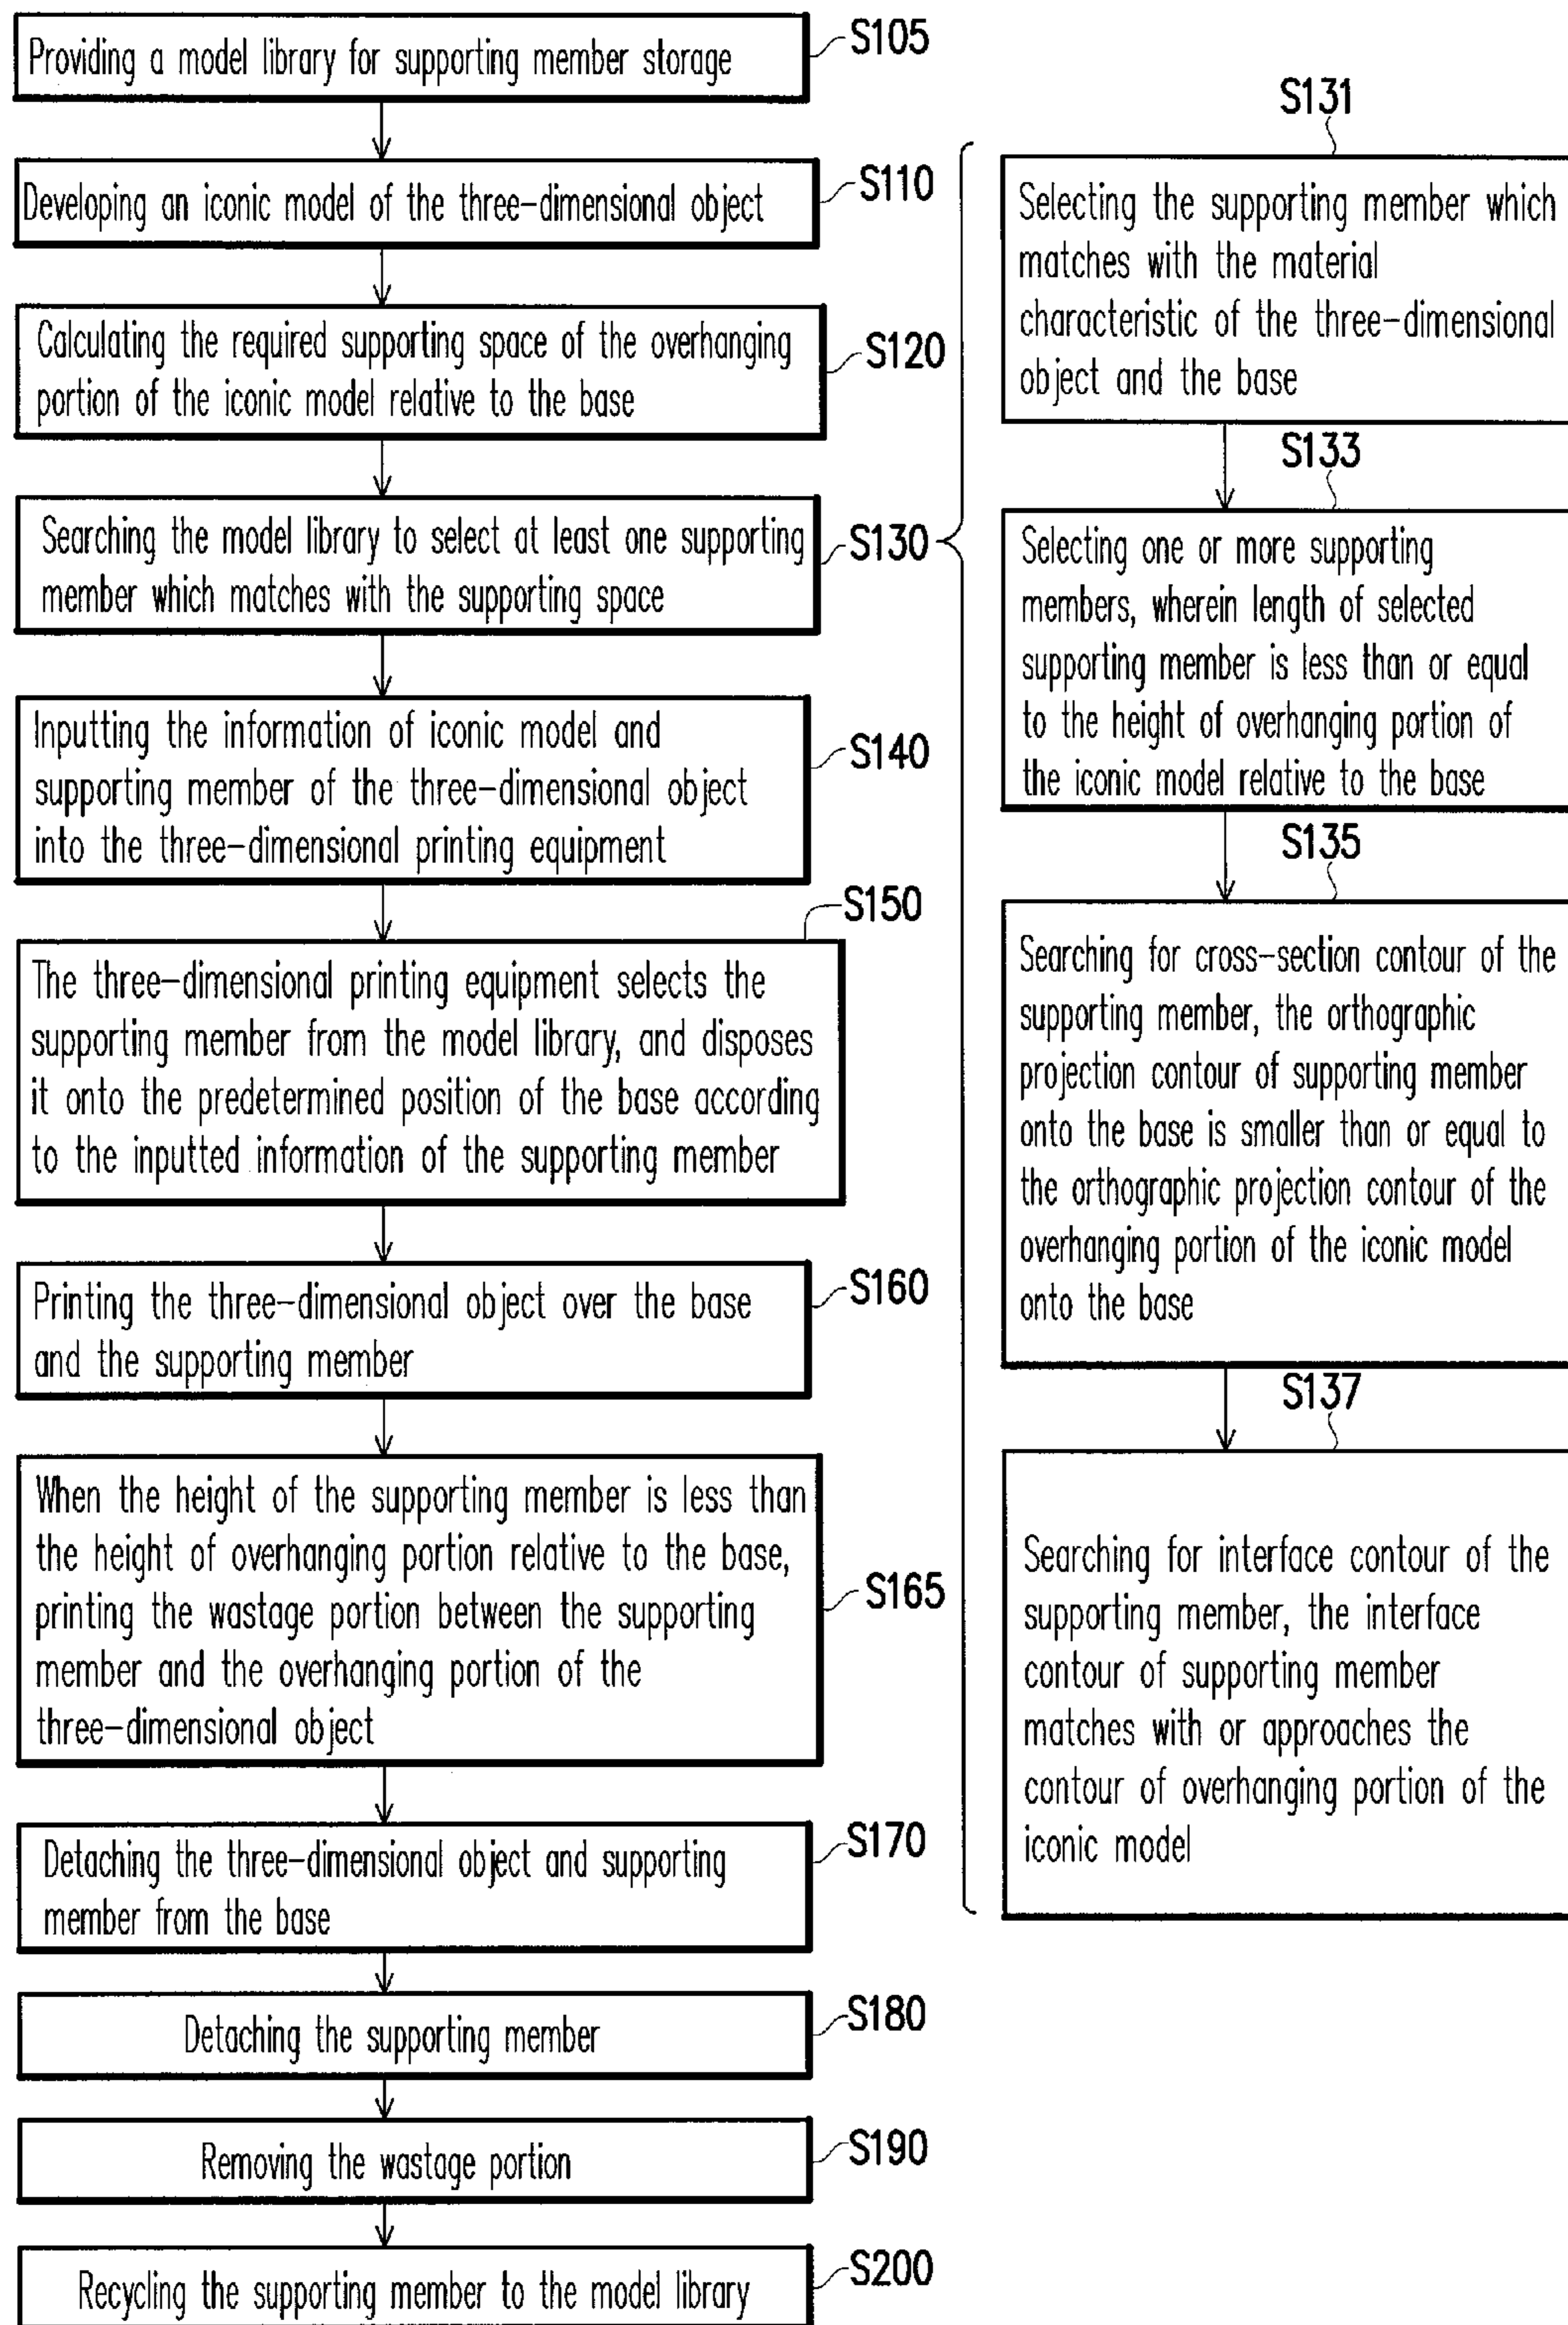 Providing a model library for supporting member storage
S105
Developing an iconic model of the three-dimensional object
S110
Calculating the required supporting space of the overhanging
portion of the iconic model relative to the base
S120
Searching the model library to select at least one supporting
member which matches with the supporting space
S130
Inputting the information of iconic model and
supporting member of the three-dimensional object
into the three-dimensional printing equipment
S140
S150
The three-dimensional printing equipment selects the
supporting member from the model library, and disposes
it onto the predetermined position of the base according
to the inputted information of the supporting member
Printing the three-dimensional object over the base
and the supporting member
S160
When the height of the supporting member is less than
the height of overhanging portion relative to the base,
printing the wastage portion between the supporting
member and the overhanging portion of the
three-dimensional object
S165
Detaching the three-dimensional object and supporting
member from the base
S170
Detaching the supporting member
S180
Removing the wastage portion
S190
Recycling the supporting member to the model library
S200
S131
Selecting the supporting member which
matches with the material
characteristic of the three-dimensional
object and the base
S133
Selecting one or more supporting
members, wherein length of selected
supporting member is less than or equal
to the height of overhanging portion of
the iconic model relative to the base
S135
Searching for cross-section contour of the
supporting member, the orthographic
projection contour of supporting member
onto the base is smaller than or equal to
the orthographic projection contour of the
overhanging portion of the iconic model
onto the base
S137
Searching for interface contour of the
supporting member, the interface
contour of supporting member
matches with or approaches the
contour of overhanging portion of the
iconic model